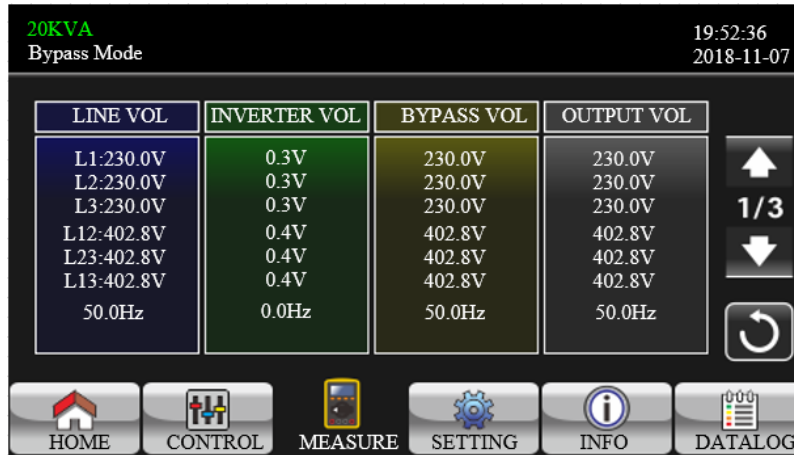 20KVA
Bypass Mode
19:52:36
2018-11-07
LINE VOL
L1:230.0V
L2:230.0V
L3:230.0V
L12:402.8V
L23:402.8V
L13:402.8V
50.0Hz
INVERTER VOL
0.3V
0.3V
0.3V
0.4V
0.4V
0.4V
0.0Hz
BYPASS VOL
230.0V
230.0V
230.0V
402.8V
402.8V
402.8V
50.0Hz
OUTPUT VOL
230.0V
230.0V
230.0V
402.8V
402.8V
402.8V
50.0Hz
1/3
HOME
CONTROL
MEASURE
SETTING
INFO
DATALOG